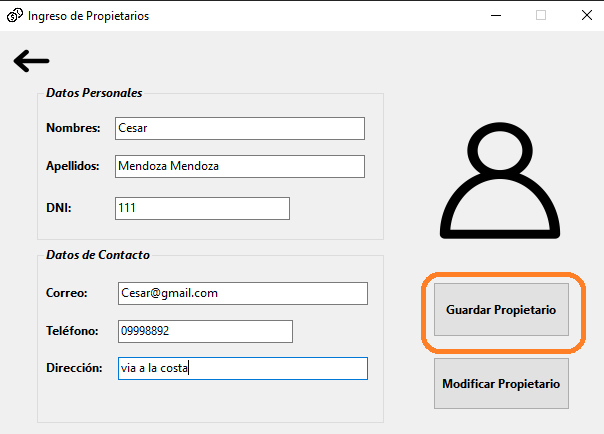 Ingreso de Propietarios
Datos Personales
Nombres: Cesar
Apellidos: Mendoza Mendoza
DNI: 111
Datos de Contacto
Correo: Cesar@gmail.com
Teléfono: 09998892
Dirección: via a la costa
Guardar Propietario
Modificar Propietario